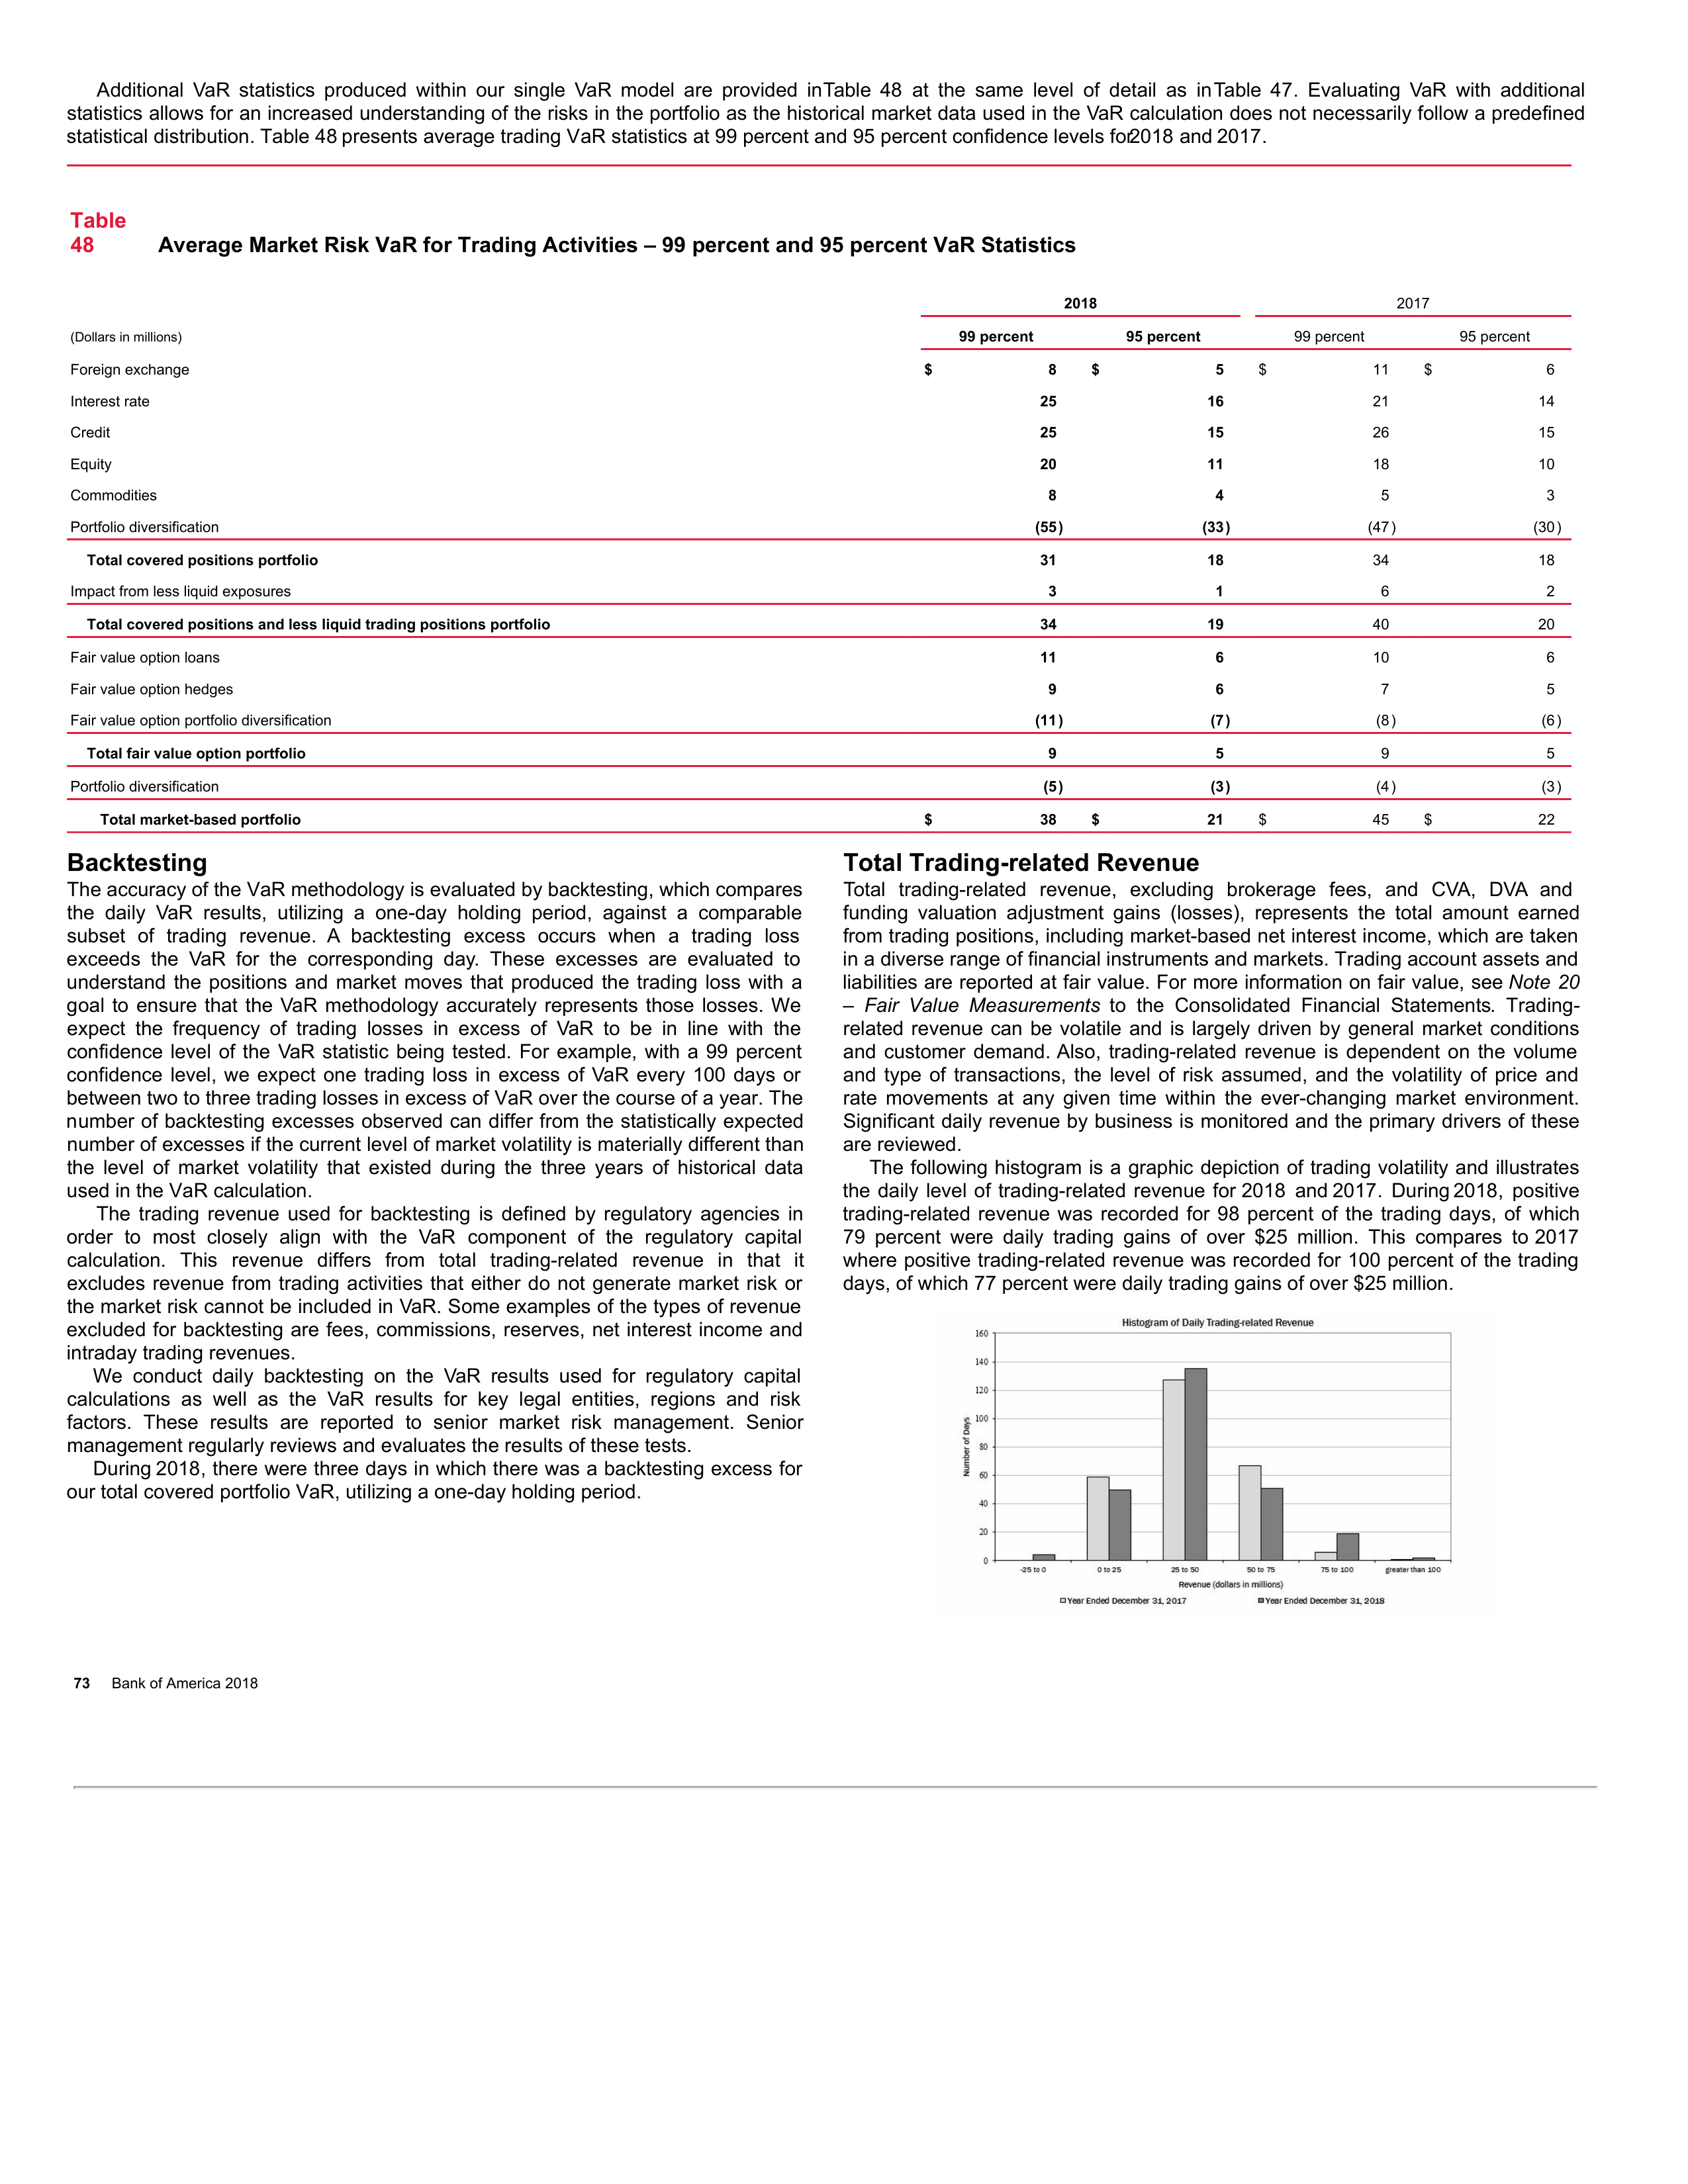 Additional VaR statistics produced within our single VaR model are provided inTable 48 at the same level of detail as inTable 47. Evaluating VaR with additional
statistics allows for an increased understanding of the risks in the portfolio as the historical market data used in the VaR calculation does not necessarily follow a predefined
statistical distribution. Table 48 presents average trading VaR statistics at 99 percent and 95 percent confidence levels for2018 and 2017.
Table
48 Average Market Risk VaR for Trading Activities – 99 percent and 95 percent VaR Statistics
2018 2017
(Dollars in millions) 99 percent 95 percent 99 percent 95 percent
Foreign exchange $ 8 $ 5 $ 11 $ 6
Interest rate 25 16 21 14
Credit 25 15 26 15
Equity 20 11 18 10
Commodities 8 4 5 3
Portfolio diversification (55) (33) (47) (30)
Total covered positions portfolio 31 18 34 18
Impact from less liquid exposures 3 1 6 2
Total covered positions and less liquid trading positions portfolio 34 19 40 20
Fair value option loans 11 6 10 6
Fair value option hedges 9 6 7 5
Fair value option portfolio diversification (11) (7) (8) (6)
Total fair value option portfolio 9 5 9 5
Portfolio diversification (5) (3) (4) (3)
Total market-based portfolio $ 38 $ 21 $ 45 $ 22
Backtesting
The accuracy of the VaR methodology is evaluated by backtesting, which compares
the daily VaR results, utilizing a one-day holding period, against a comparable
subset of trading revenue. A backtesting excess occurs when a trading loss
exceeds the VaR for the corresponding day. These excesses are evaluated to
understand the positions and market moves that produced the trading loss with a
goal to ensure that the VaR methodology accurately represents those losses. We
expect the frequency of trading losses in excess of VaR to be in line with the
confidence level of the VaR statistic being tested. For example, with a 99 percent
confidence level, we expect one trading loss in excess of VaR every 100 days or
between two to three trading losses in excess of VaR over the course of a year. The
number of backtesting excesses observed can differ from the statistically expected
number of excesses if the current level of market volatility is materially different than
the level of market volatility that existed during the three years of historical data
used in the VaR calculation.
The trading revenue used for backtesting is defined by regulatory agencies in
order to most closely align with the VaR component of the regulatory capital
calculation. This revenue differs from total trading-related revenue in that it
excludes revenue from trading activities that either do not generate market risk or
the market risk cannot be included in VaR. Some examples of the types of revenue
excluded for backtesting are fees, commissions, reserves, net interest income and
intraday trading revenues.
We conduct daily backtesting on the VaR results used for regulatory capital
calculations as well as the VaR results for key legal entities, regions and risk
factors. These results are reported to senior market risk management. Senior
management regularly reviews and evaluates the results of these tests.
During 2018, there were three days in which there was a backtesting excess for
our total covered portfolio VaR, utilizing a one-day holding period.
Total Trading-related Revenue
Total trading-related revenue, excluding brokerage fees, and CVA, DVA and
funding valuation adjustment gains (losses), represents the total amount earned
from trading positions, including market-based net interest income, which are taken
in a diverse range of financial instruments and markets. Trading account assets and
liabilities are reported at fair value. For more information on fair value, see Note 20
– Fair Value Measurements to the Consolidated Financial Statements. Trading-
related revenue can be volatile and is largely driven by general market conditions
and customer demand. Also, trading-related revenue is dependent on the volume
and type of transactions, the level of risk assumed, and the volatility of price and
rate movements at any given time within the ever-changing market environment.
Significant daily revenue by business is monitored and the primary drivers of these
are reviewed.
The following histogram is a graphic depiction of trading volatility and illustrates
the daily level of trading-related revenue for 2018 and 2017. During 2018, positive
trading-related revenue was recorded for 98 percent of the trading days, of which
79 percent were daily trading gains of over $25 million. This compares to 2017
where positive trading-related revenue was recorded for 100 percent of the trading
days, of which 77 percent were daily trading gains of over $25 million.
Histogram of Daily Trading-related Revenue
160
140
120
100
80
60
40
20
0
Number of Days
-25 to 0 0 to 25 25 to 50 50 to 75 75 to 100 greater than 100
Revenue (dollars in millions)
Year Ended December 31, 2017 Year Ended December 31, 2018
73 Bank of America 2018